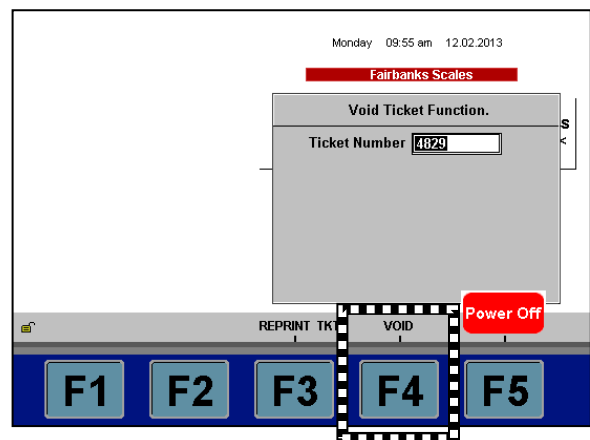 Monday 09:55 am 12.02.2013
Fairbanks Scales
Void Ticket Function.
S
Ticket Number 4829
<
REPRINT TKT VOID Power Off
F1 F2 F3 F4 F5